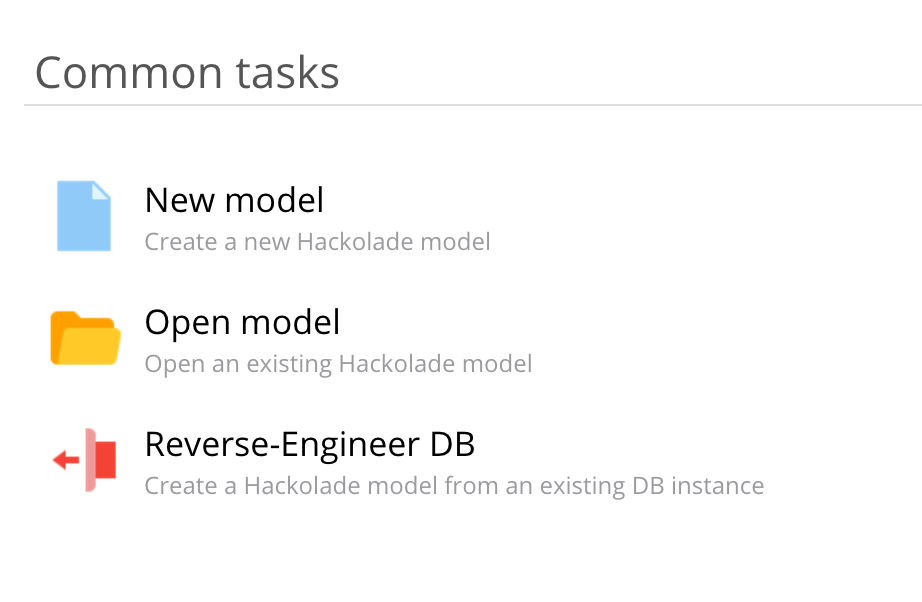 Common tasks
New model
Create a new Hackolade model
Open model
Open an existing Hackolade model
Reverse-Engineer DB
Create a Hackolade model from an existing DB instance